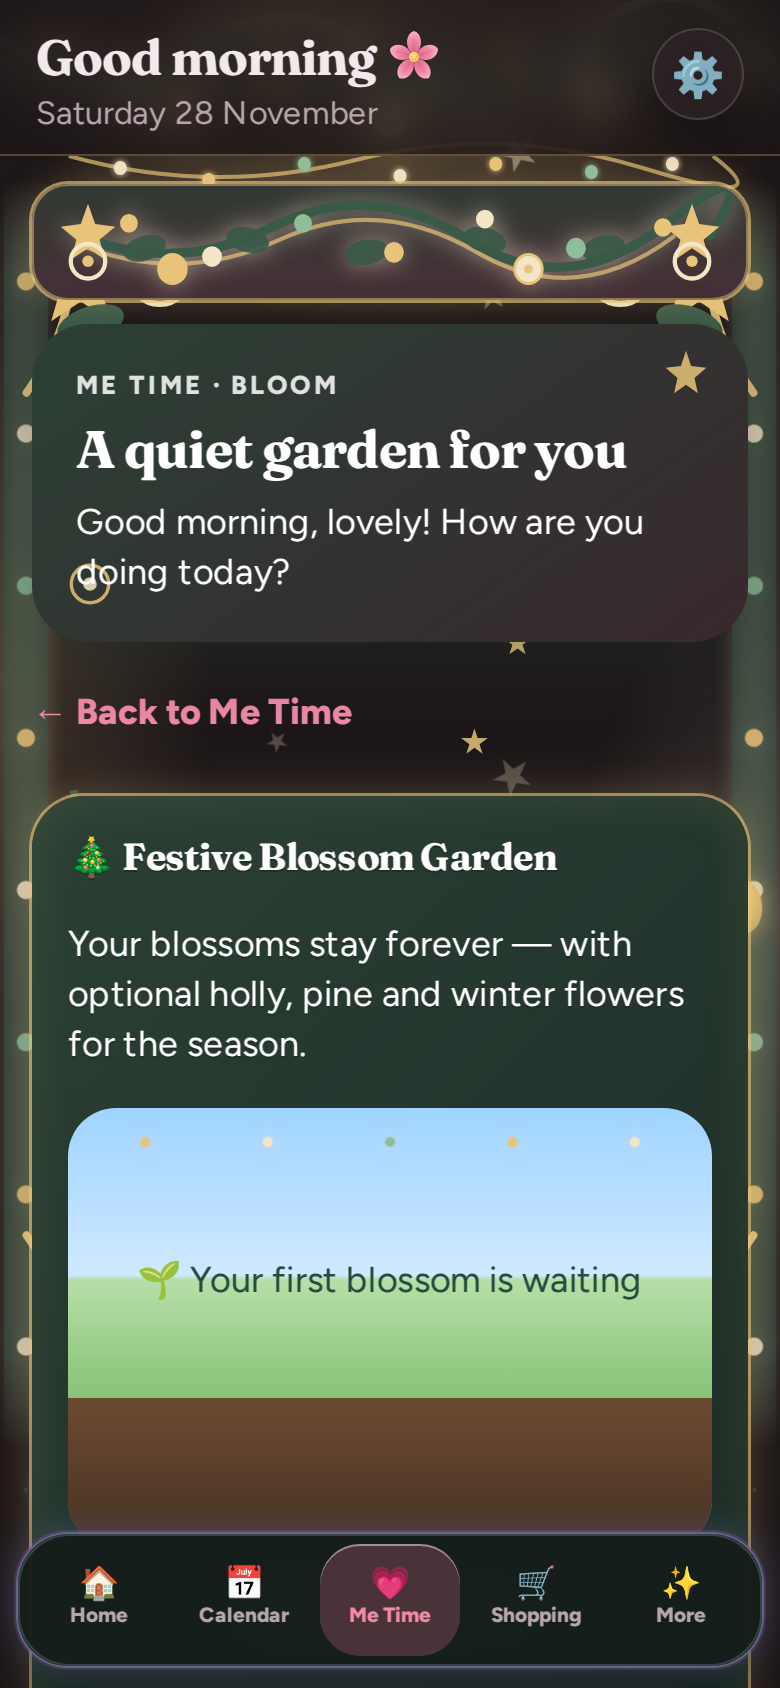 Good morning 🌸
Saturday 28 November
ME TIME · BLOOM
A quiet garden for you
Good morning, lovely! How are you
doing today?
← Back to Me Time
🎄 Festive Blossom Garden
Your blossoms stay forever — with
optional holly, pine and winter flowers
for the season.
🌱 Your first blossom is waiting
JULY
17
Home
Calendar
Me Time
Shopping
More